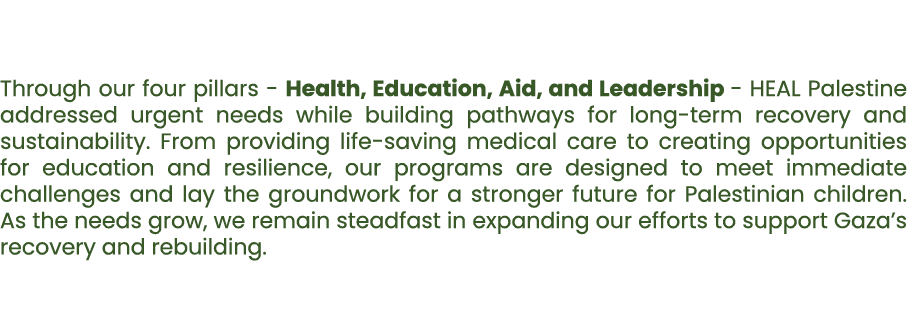 Through our four pillars - Health, Education, Aid, and Leadership - HEAL Palestine
addressed urgent needs while building pathways for long-term recovery and
sustainability. From providing life-saving medical care to creating opportunities
for education and resilience, our programs are designed to meet immediate
challenges and lay the groundwork for a stronger future for Palestinian children.
As the needs grow, we remain steadfast in expanding our efforts to support Gaza’s
recovery and rebuilding.